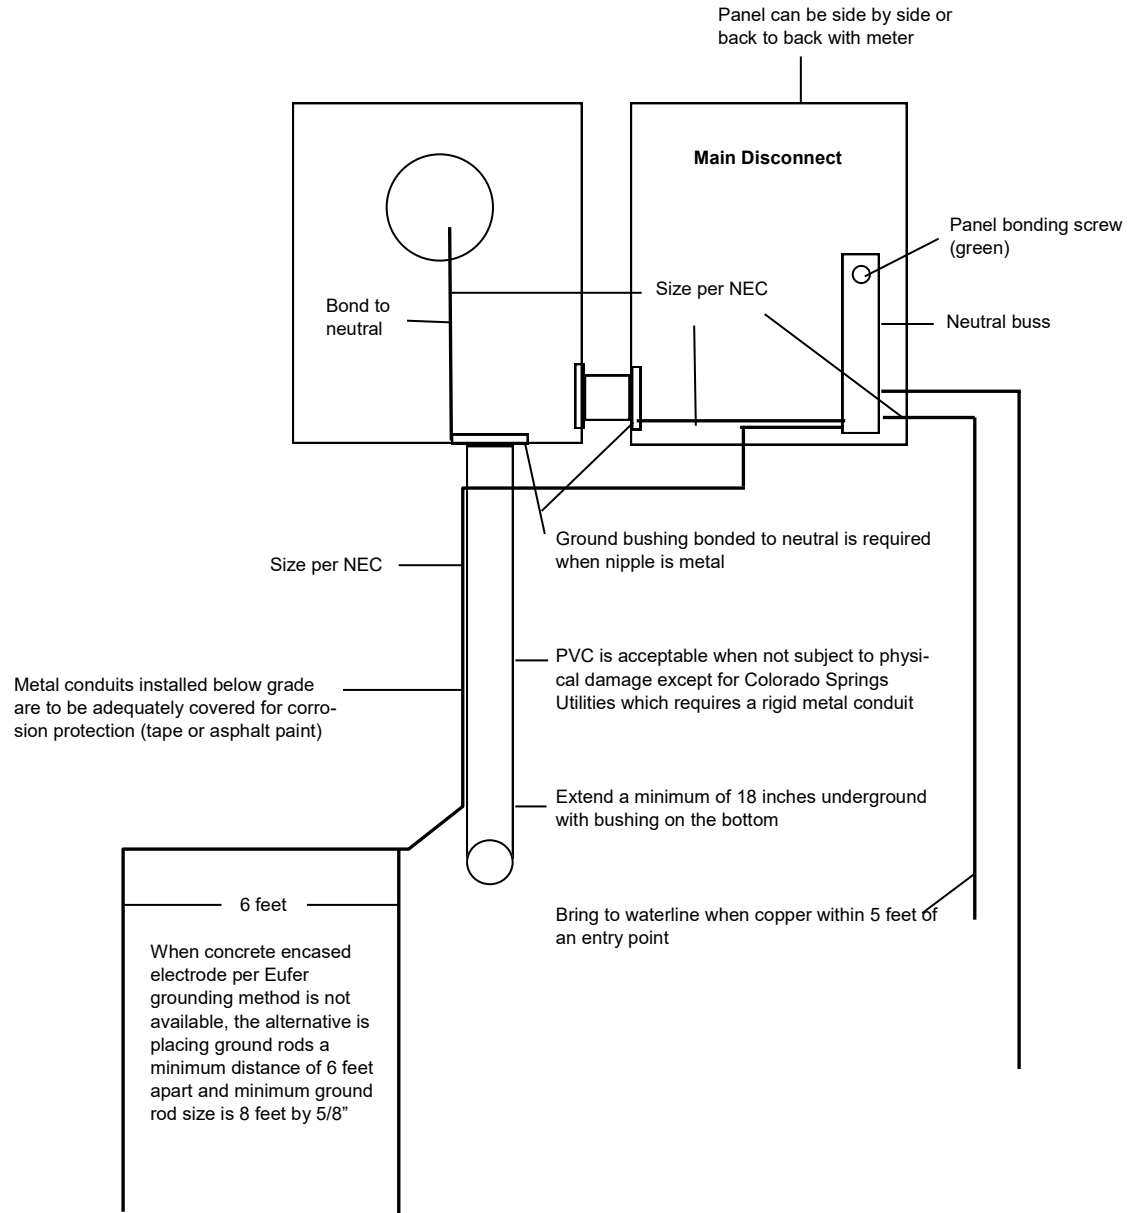 Panel can be side by side or
back to back with meter
Main Disconnect
Panel bonding screw
(green)
Size per NEC
Bond to
neutral
Neutral buss
Ground bushing bonded to neutral is required
when nipple is metal
Size per NEC
PVC is acceptable when not subject to physi-
cal damage except for Colorado Springs
Utilities which requires a rigid metal conduit
Metal conduits installed below grade
are to be adequately covered for corro-
sion protection (tape or asphalt paint)
Extend a minimum of 18 inches underground
with bushing on the bottom
6 feet
Bring to waterline when copper within 5 feet of
an entry point
When concrete encased
electrode per Eufer
grounding method is not
available, the alternative is
placing ground rods a
minimum distance of 6 feet
apart and minimum ground
rod size is 8 feet by 5/8”